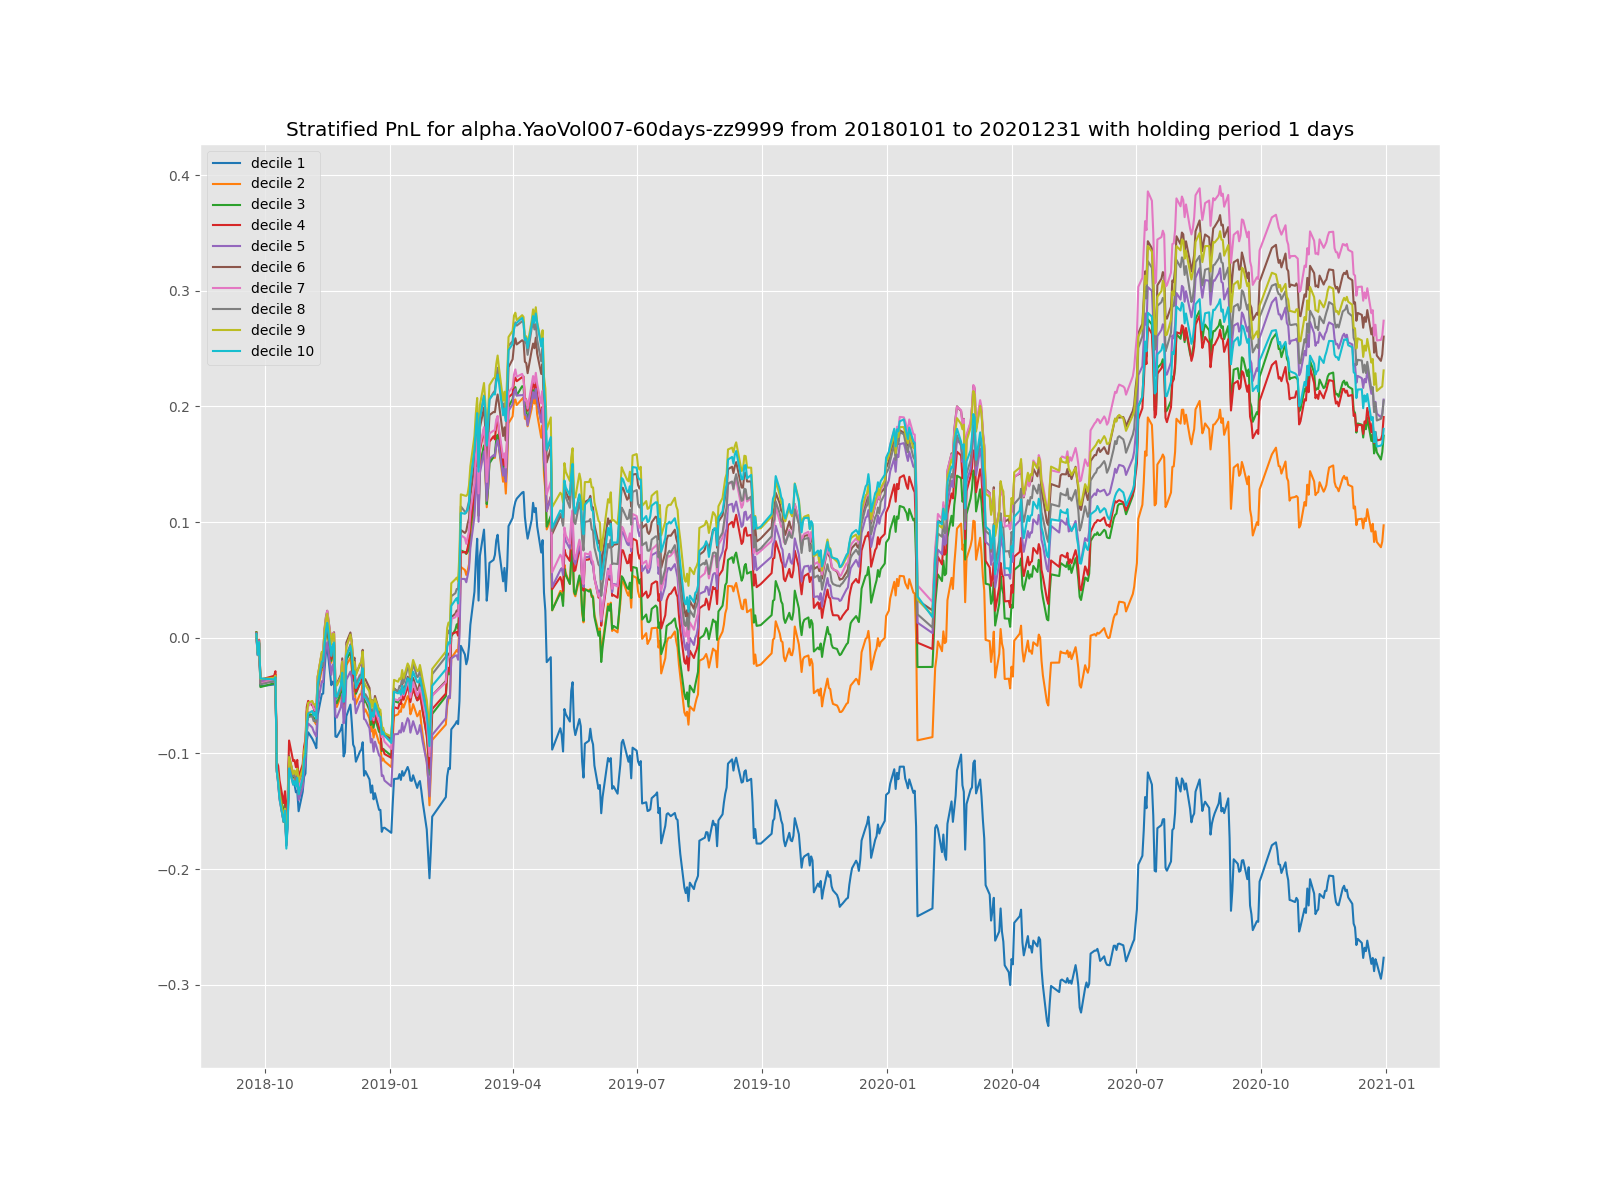 Stratified PnL for alpha.YaoVol007-60days-zz9999 from 20180101 to 20201231 with holding period 1 days
decile 1
decile 2
decile 3
decile 4
decile 5
decile 6
decile 7
decile 8
decile 9
decile 10
0.4
0.3
0.2
0.1
0.0
−0.1
−0.2
−0.3
2018-10
2019-01
2019-04
2019-07
2019-10
2020-01
2020-04
2020-07
2020-10
2021-01